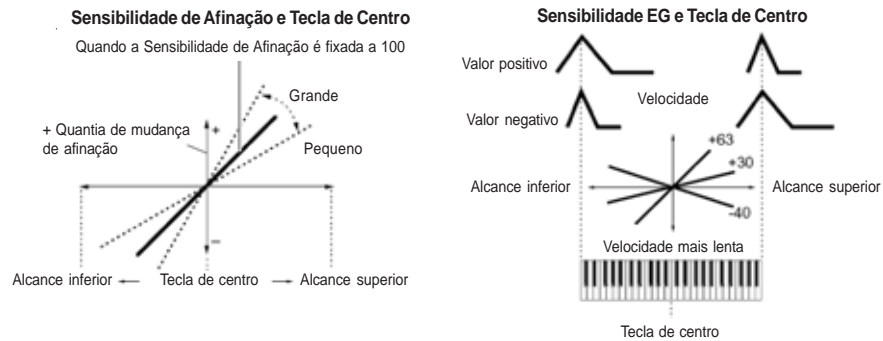 Sensibilidade de Afinação e Tecla de Centro
Quando a Sensibilidade de Afinação é fixada a 100
Grande
+ Quantia de mudança
de afinação
+
Pequeno
–
Alcance inferior ← Tecla de centro → Alcance superior
Sensibilidade EG e Tecla de Centro
Valor positivo
Velocidade
Valor negativo
+63
+30
Alcance inferior
Alcance superior
-40
Velocidade mais lenta
Tecla de centro